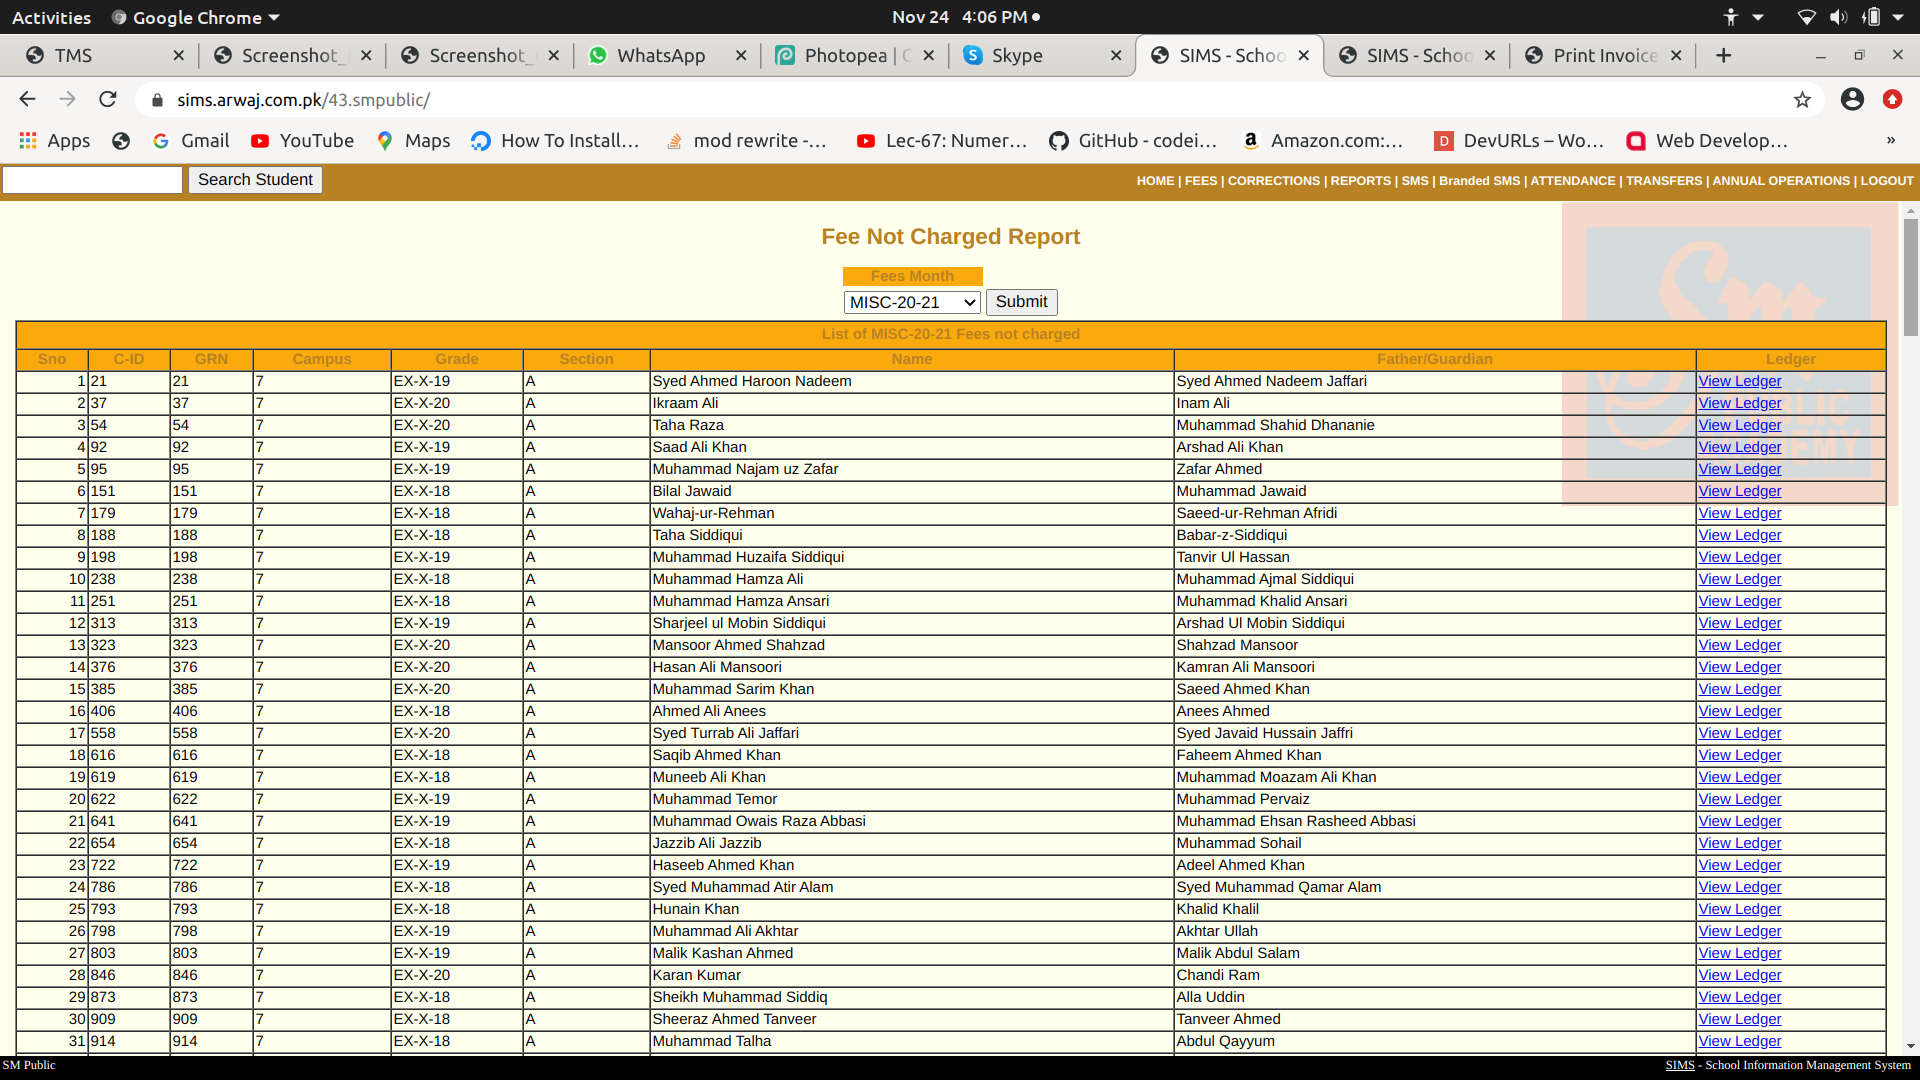 Activities Google Chrome Nov 24 4:06 PM
TMS Screenshot_ Screenshot_ WhatsApp Photopea | SIMS - Schoo SIMS - Schoo Print Invoice
Skype
sims.arwaj.com.pk/43.smpublic/
Apps Gmail YouTube Maps How To Install... mod rewrite -... Lec-67: Numer... GitHub - codei... Amazon.com:... DevURLs – Wo... Web Develop... »
Search Student HOME | FEES | CORRECTIONS | REPORTS | SMS | Branded SMS | ATTENDANCE | TRANSFERS | ANNUAL OPERATIONS | LOGOUT
Fee Not Charged Report
Fees Month
MISC-20-21 Submit
List of MISC-20-21 Fees not charged
Sno C-ID GRN Campus Grade Section Name Father/Guardian Ledger
1 21 21 7 EX-X-19 A Syed Ahmed Haroon Nadeem Syed Ahmed Nadeem Jaffari View Ledger
2 37 37 7 EX-X-20 A Ikraam Ali Inam Ali View Ledger
3 54 54 7 EX-X-20 A Taha Raza Muhammad Shahid Dhananie View Ledger
4 92 92 7 EX-X-19 A Saad Ali Khan Arshad Ali Khan View Ledger
5 95 95 7 EX-X-19 A Muhammad Najam uz Zafar Zafar Ahmed View Ledger
6 151 151 7 EX-X-18 A Bilal Jawaid Muhammad Jawaid View Ledger
7 179 179 7 EX-X-18 A Wahaj-ur-Rehman Saeed-ur-Rehman Afridi View Ledger
8 188 188 7 EX-X-18 A Taha Siddiqui Babar-z-Siddiqui View Ledger
9 198 198 7 EX-X-19 A Muhammad Huzaifa Siddiqui Tanvir Ul Hassan View Ledger
10 238 238 7 EX-X-18 A Muhammad Hamza Ali Muhammad Ajmal Siddiqui View Ledger
11 251 251 7 EX-X-18 A Muhammad Hamza Ansari Muhammad Khalid Ansari View Ledger
12 313 313 7 EX-X-19 A Sharjeel ul Mobin Siddiqui Arshad Ul Mobin Siddiqui View Ledger
13 323 323 7 EX-X-20 A Mansoor Ahmed Shahzad Shahzad Mansoor View Ledger
14 376 376 7 EX-X-20 A Hasan Ali Mansoori Kamran Ali Mansoori View Ledger
15 385 385 7 EX-X-20 A Muhammad Sarim Khan Saeed Ahmed Khan View Ledger
16 406 406 7 EX-X-18 A Ahmed Ali Anees Anees Ahmed View Ledger
17 558 558 7 EX-X-20 A Syed Turrab Ali Jaffari Syed Javaid Hussain Jaffri View Ledger
18 616 616 7 EX-X-18 A Saqib Ahmed Khan Faheem Ahmed Khan View Ledger
19 619 619 7 EX-X-18 A Muneeb Ali Khan Muhammad Moazam Ali Khan View Ledger
20 622 622 7 EX-X-19 A Muhammad Temor Muhammad Pervaiz View Ledger
21 641 641 7 EX-X-19 A Muhammad Owais Raza Abbasi Muhammad Ehsan Rasheed Abbasi View Ledger
22 654 654 7 EX-X-18 A Jazzib Ali Jazzib Muhammad Sohail View Ledger
23 722 722 7 EX-X-19 A Haseeb Ahmed Khan Adeel Ahmed Khan View Ledger
24 786 786 7 EX-X-18 A Syed Muhammad Atir Alam Syed Muhammad Qamar Alam View Ledger
25 793 793 7 EX-X-18 A Hunain Khan Khalid Khalil View Ledger
26 798 798 7 EX-X-19 A Muhammad Ali Akhtar Akhtar Ullah View Ledger
27 803 803 7 EX-X-19 A Malik Kashan Ahmed Malik Abdul Salam View Ledger
28 846 846 7 EX-X-20 A Karan Kumar Chandi Ram View Ledger
29 873 873 7 EX-X-18 A Sheikh Muhammad Siddiq Alla Uddin View Ledger
30 909 909 7 EX-X-18 A Sheeraz Ahmed Tanveer Tanveer Ahmed View Ledger
31 914 914 7 EX-X-18 A Muhammad Talha Abdul Qayyum View Ledger
SM Public SIMS - School Information Management System